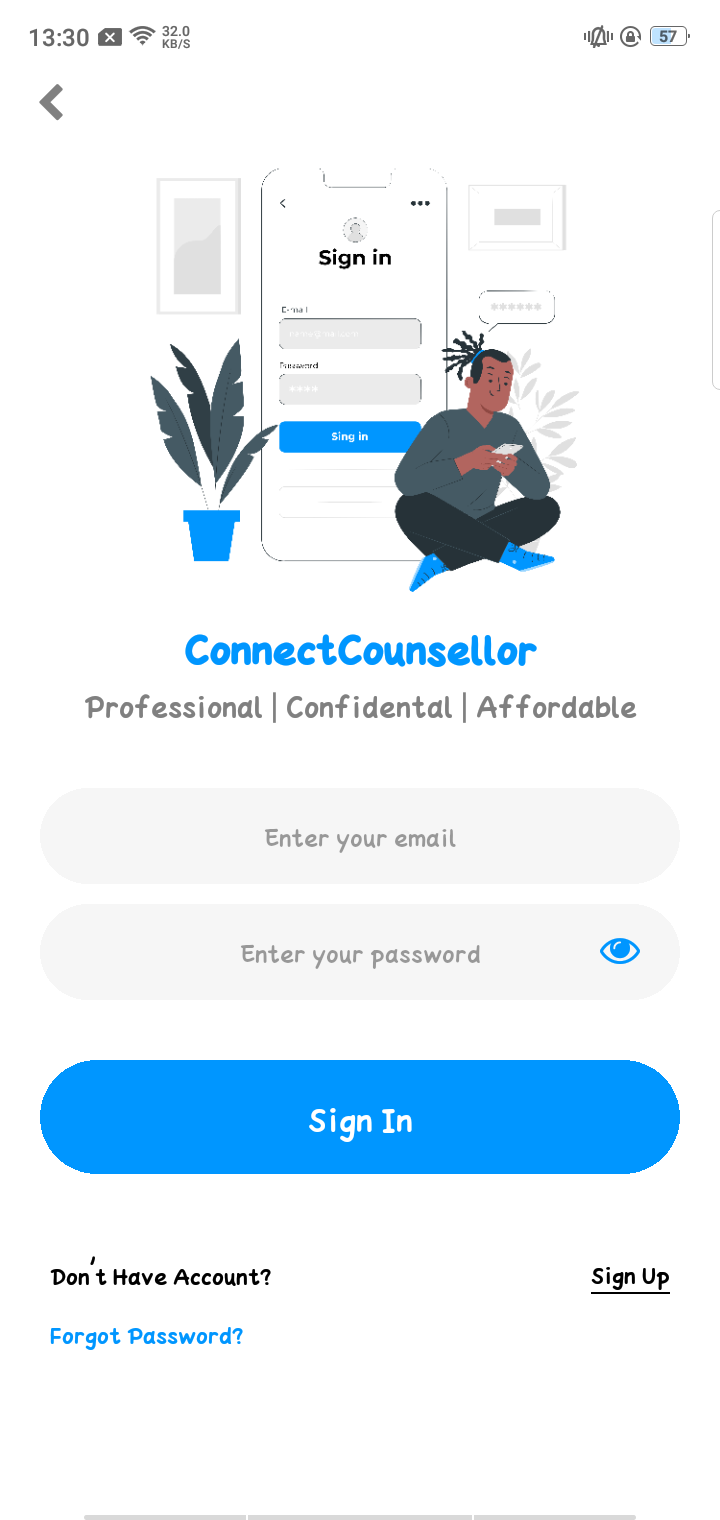 13:30 32.0 KB/S 57
Sign in
E-mail
Password
Sing in
******
ConnectCounsellor
Professional | Confidental | Affordable
Enter your email
Enter your password
Sign In
Don't Have Account? Sign Up
Forgot Password?